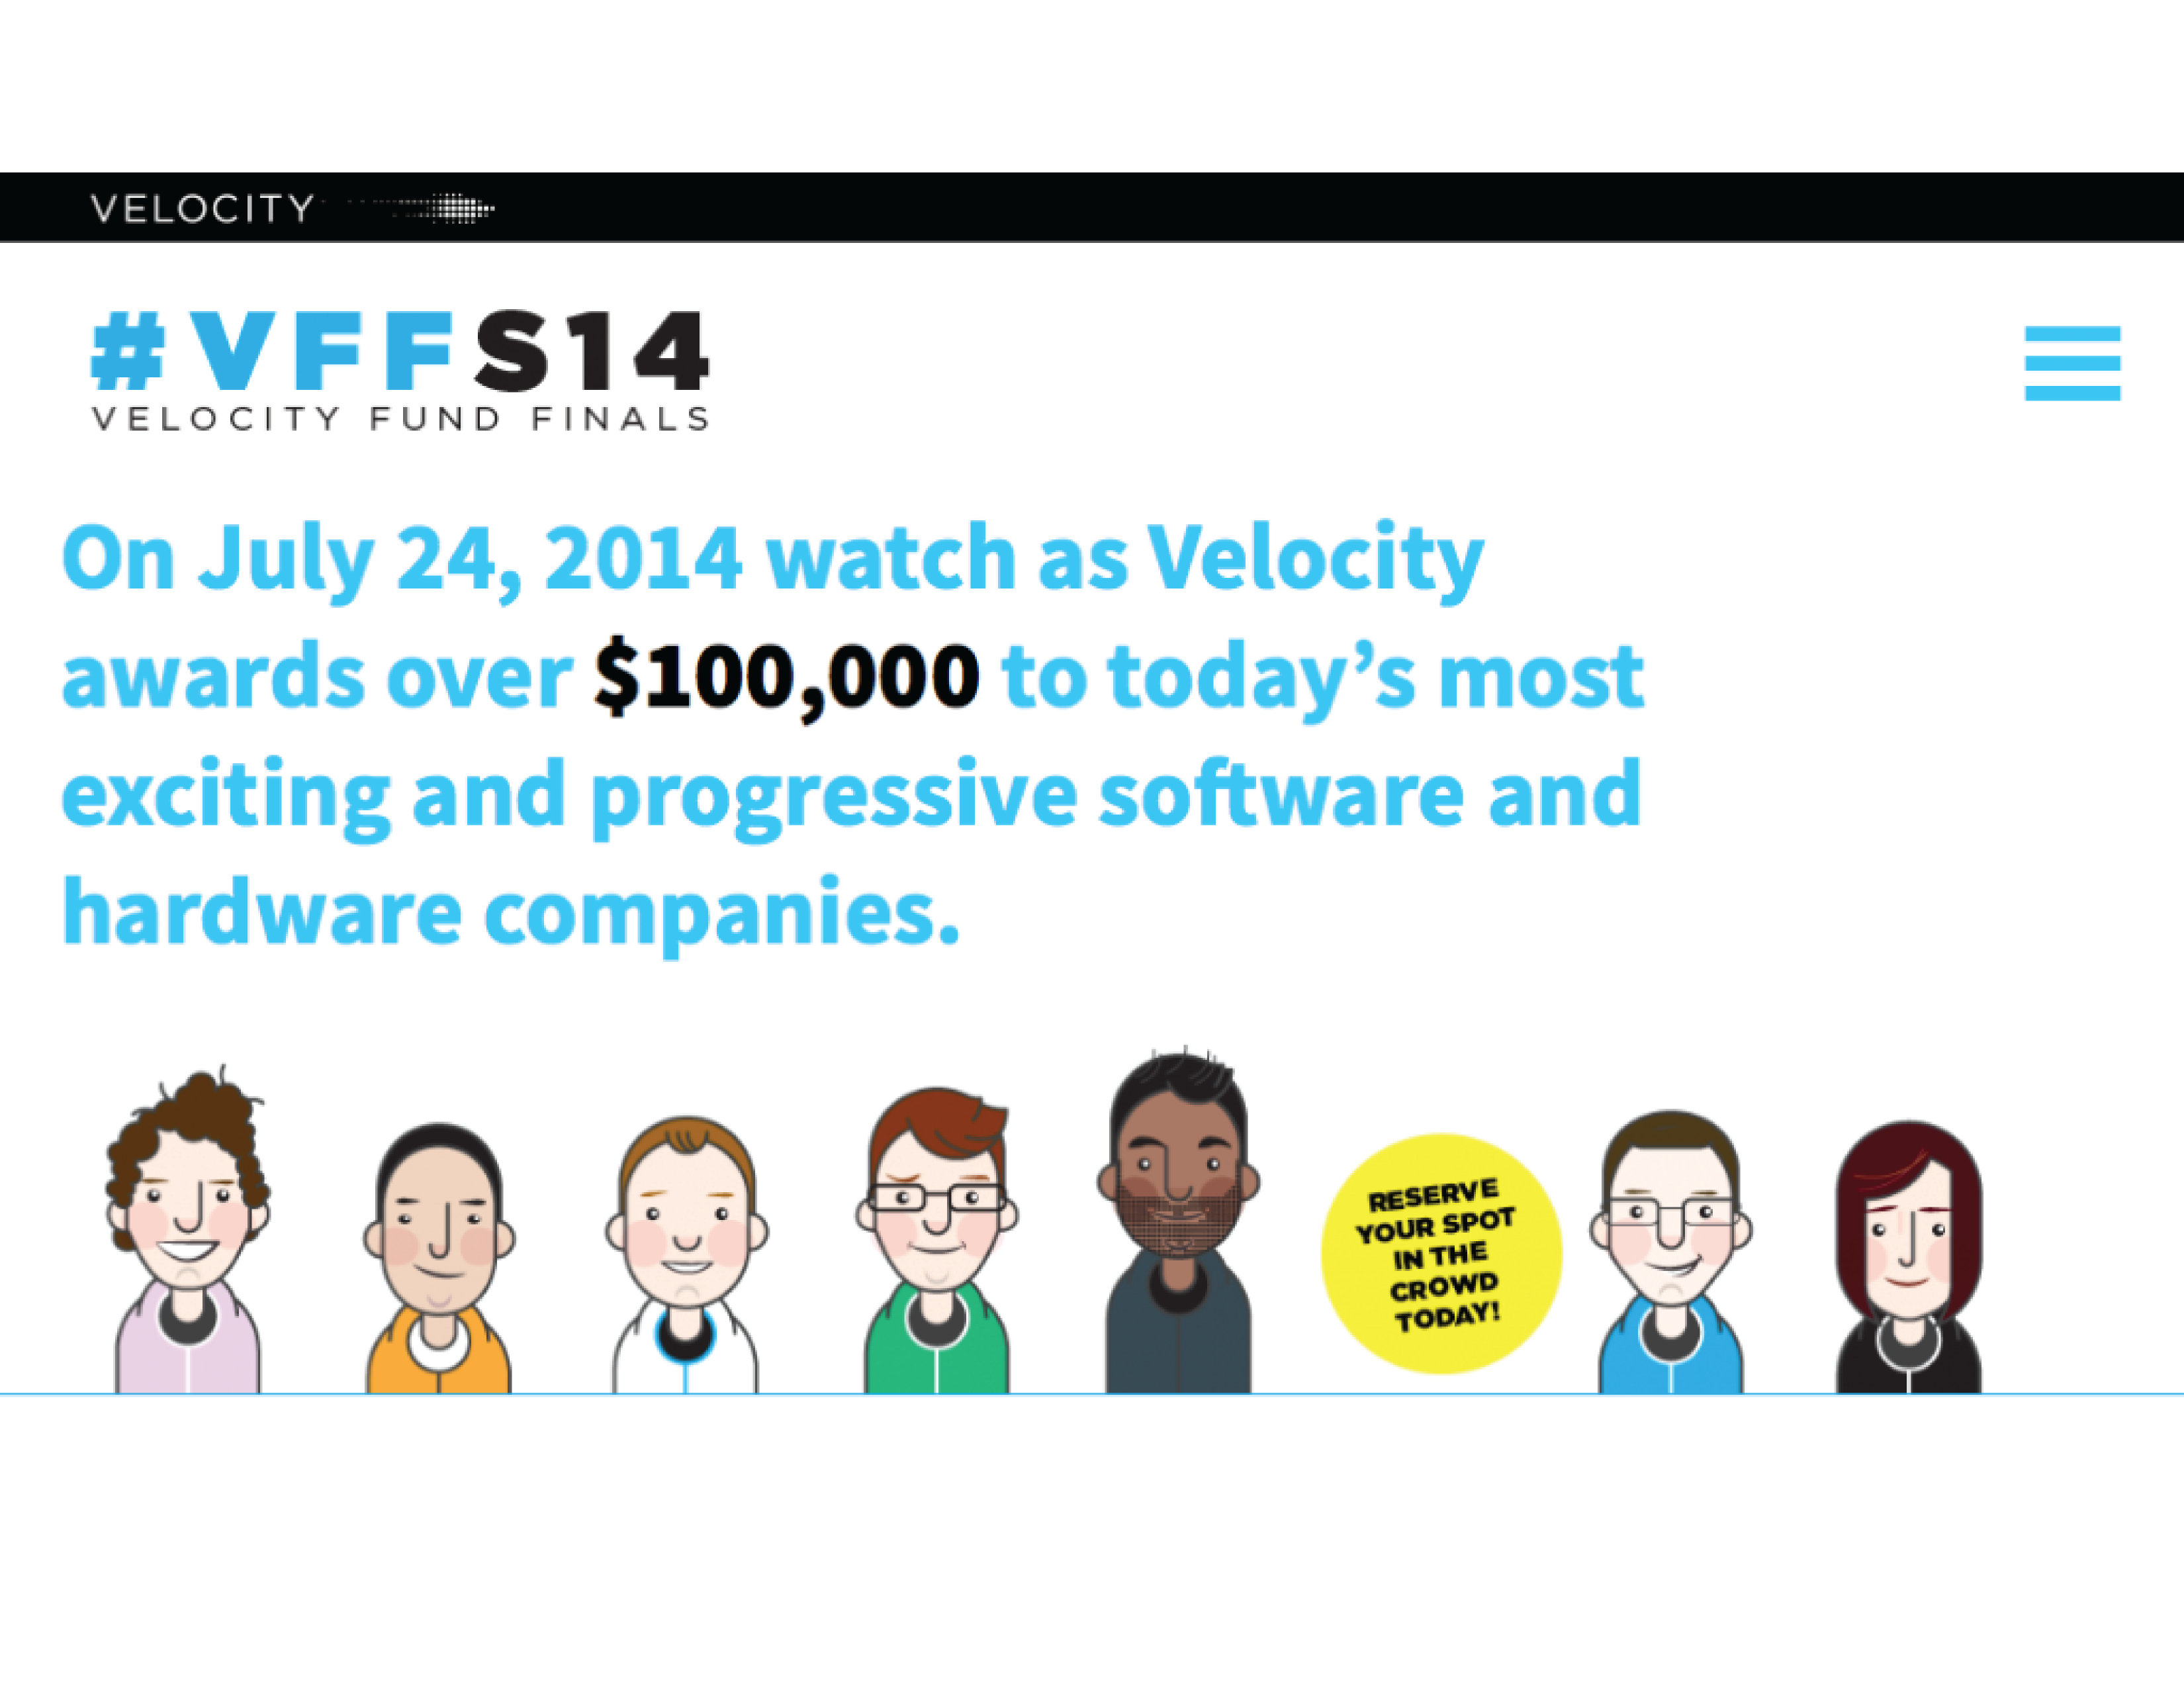 VELOCITY
#VFFS14
VELOCITY FUND FINALS
On July 24, 2014 watch as Velocity
awards over $100,000 to today’s most
exciting and progressive software and
hardware companies.
RESERVE
YOUR SPOT
IN THE
CROWD
TODAY!